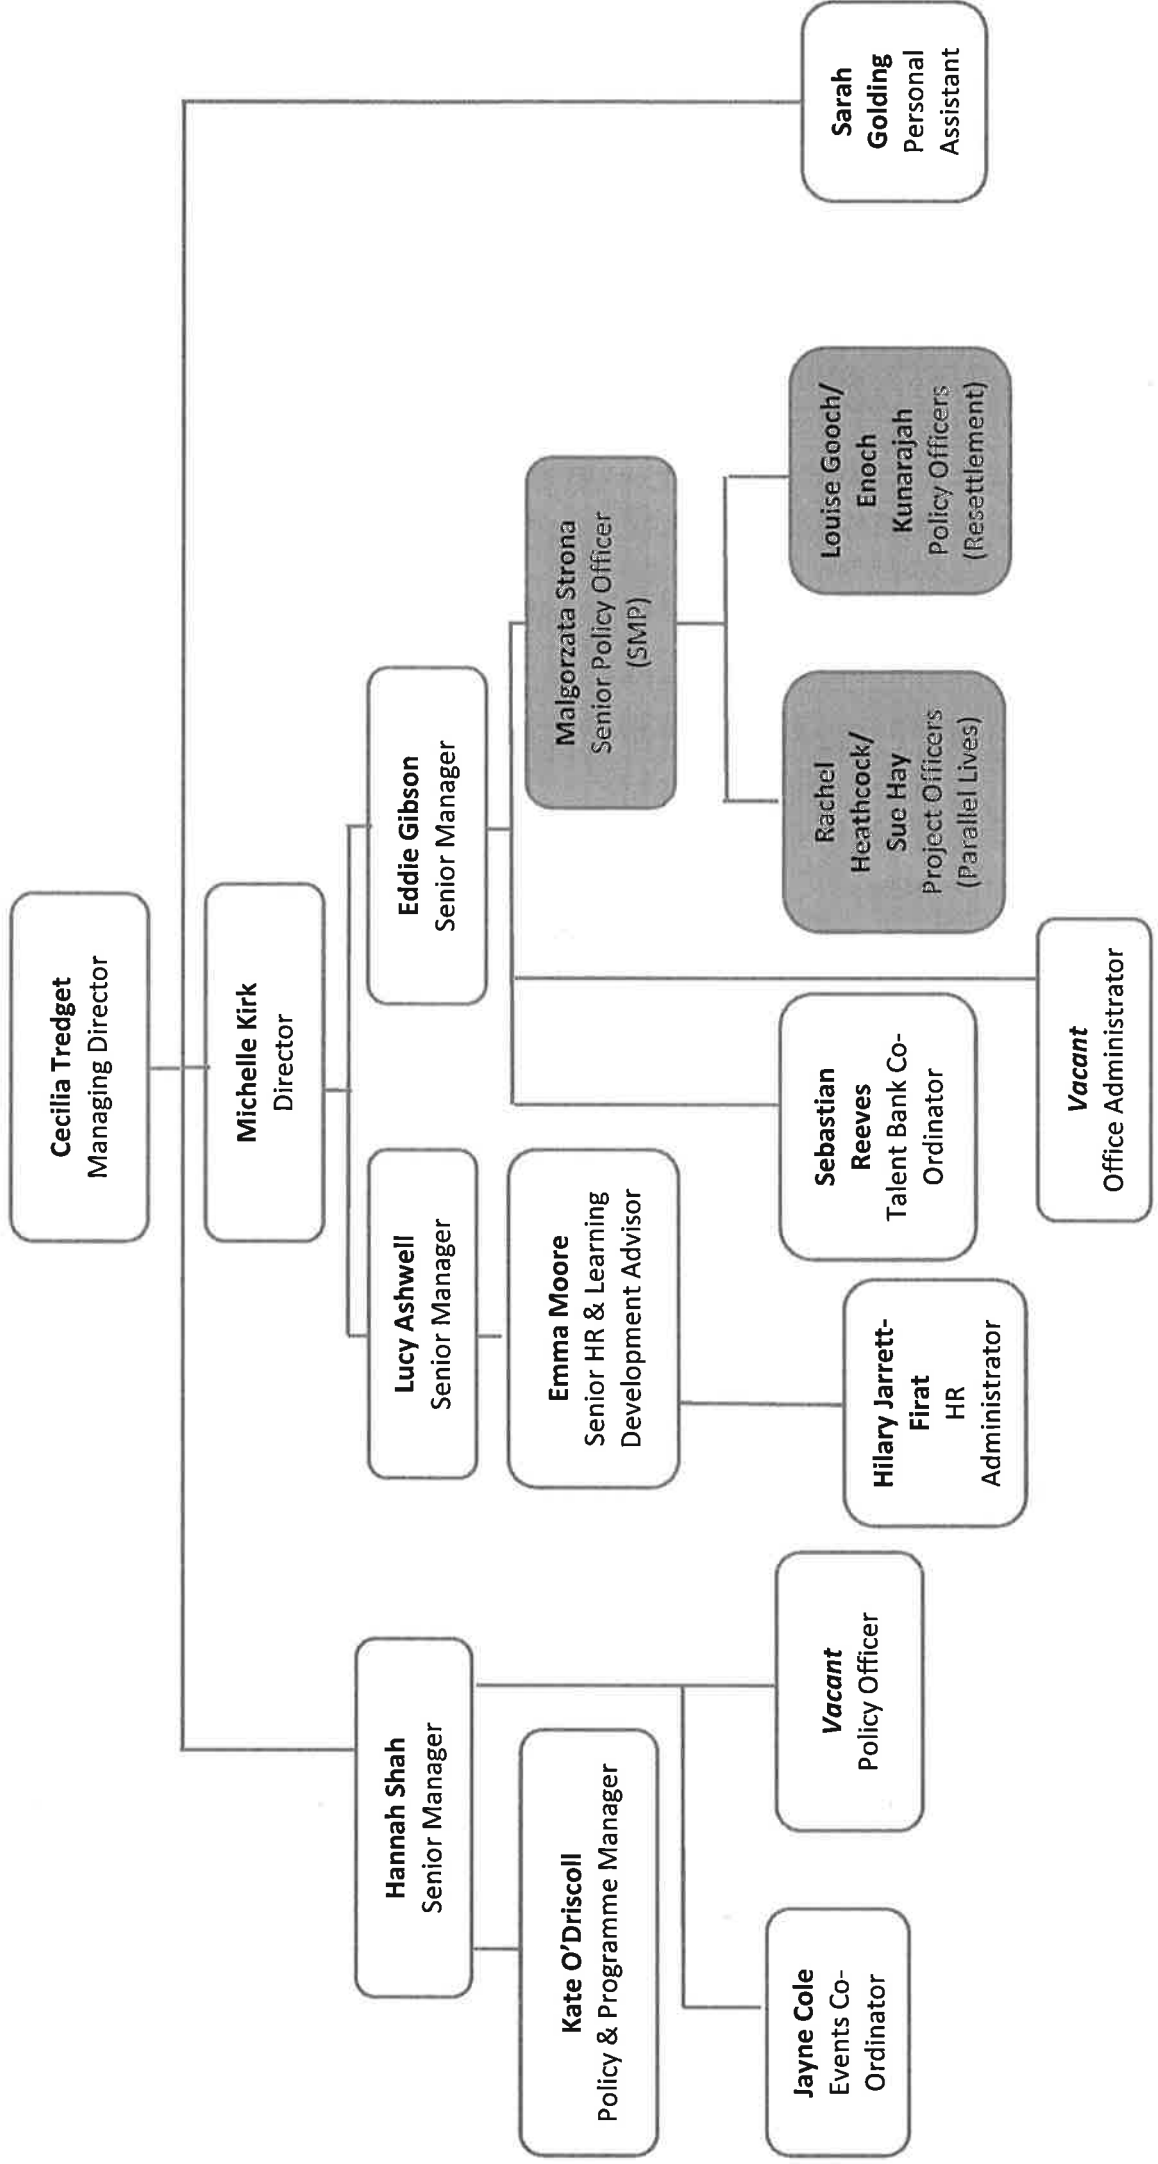 Cecilia Tredget
Managing Director
Michelle Kirk
Director
Hannah Shah
Senior Manager
Lucy Ashwell
Senior Manager
Eddie Gibson
Senior Manager
Kate O'Driscoll
Policy & Programme Manager
Emma Moore
Senior HR & Learning
Development Advisor
Malgorzata Strona
Senior Policy Officer
(SMP)
Jayne Cole
Events Co-
Ordinator
Vacant
Policy Officer
Hilary Jarrett-
Firat
HR
Administrator
Sebastian
Reeves
Talent Bank Co-
Ordinator
Vacant
Office Administrator
Rachel
Heathcock/
Sue Hay
Project Officers
(Parallel Lives)
Louise Gooch/
Enoch
Kunarajah
Policy Officers
(Resettlement)
Sarah
Golding
Personal
Assistant